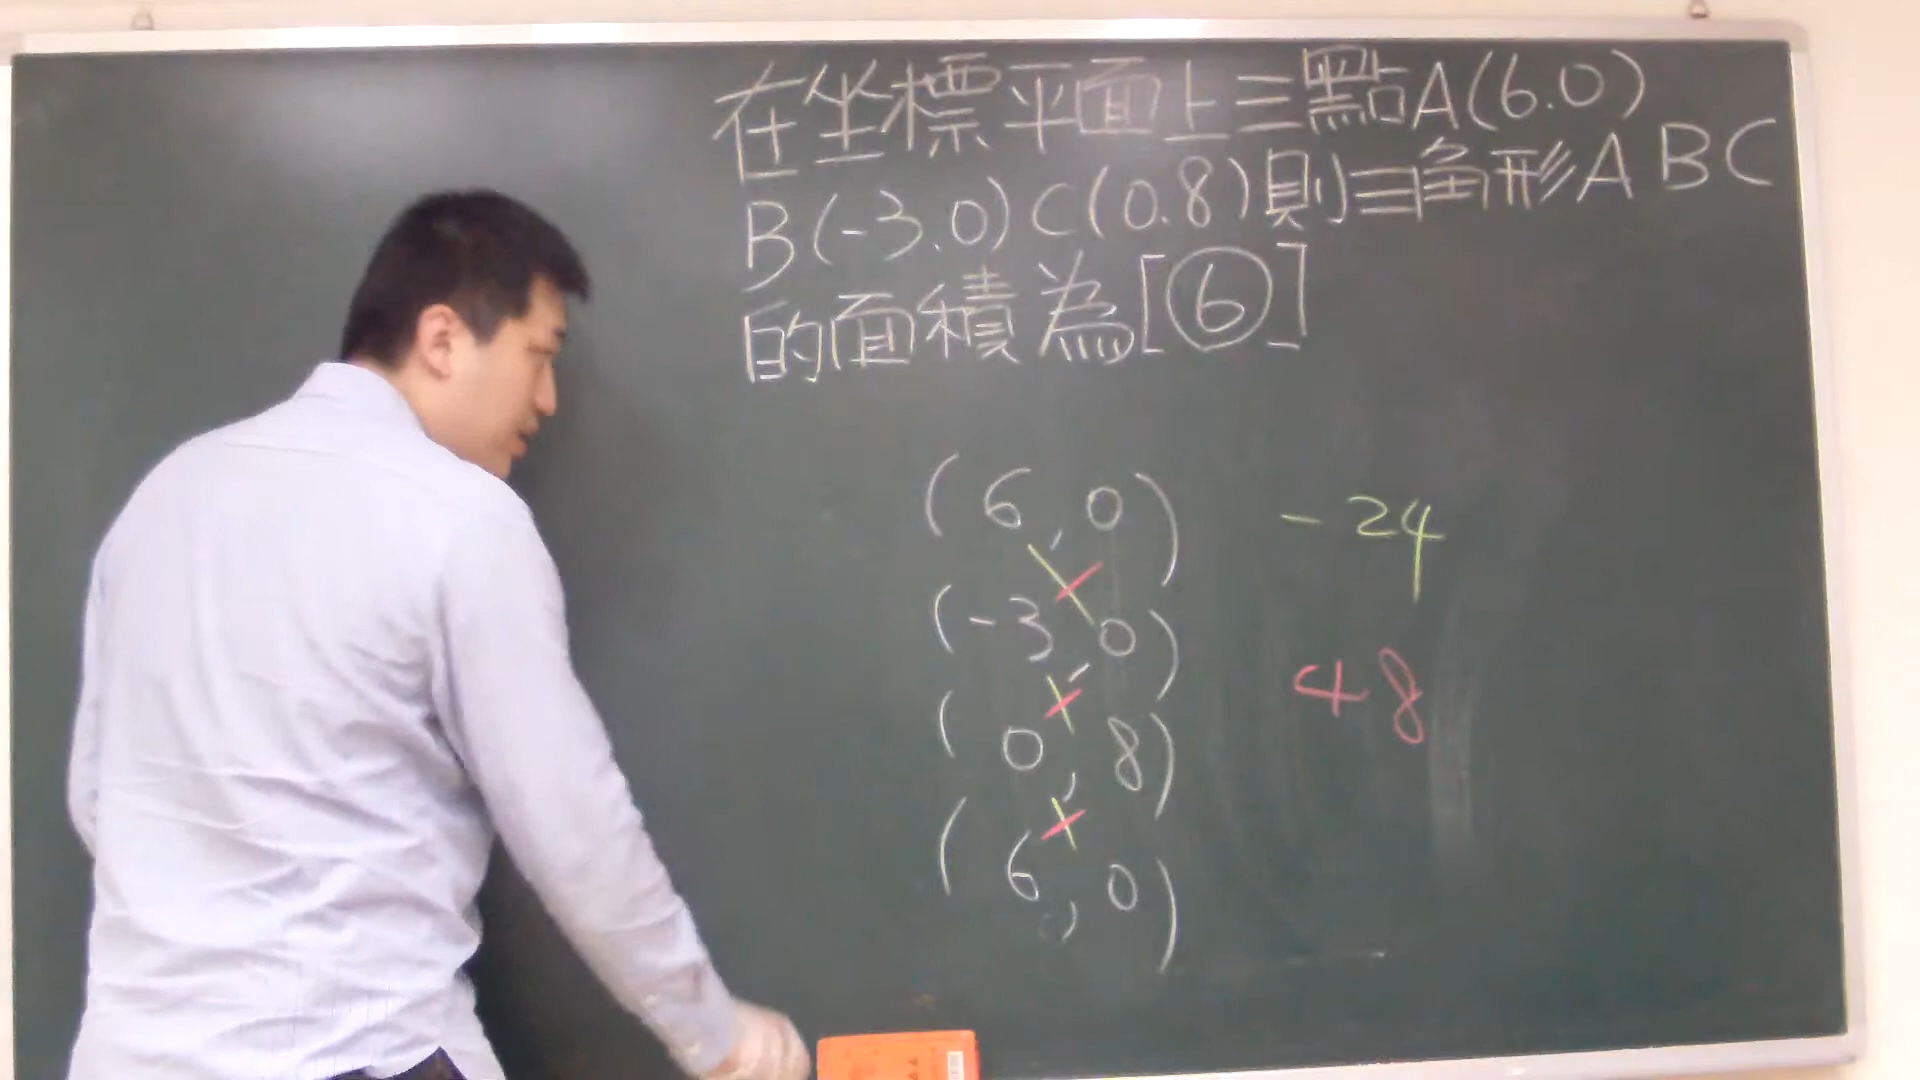 在坐標平面上三點A(6.0)
B(-3.0)C(0.8)則三角形ABC
的面積為[⑥]
(6,0)
-24
(-3,0)
48
(0,8)
(6,0)